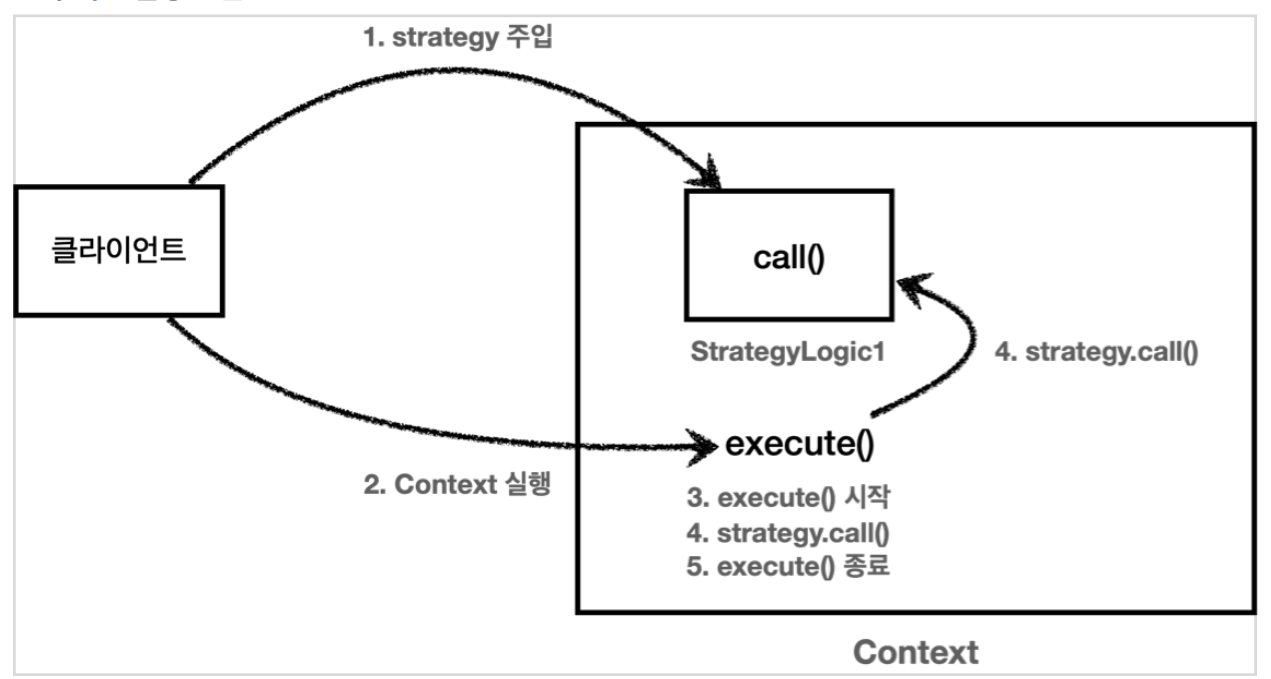 1. strategy 주입
클라이언트
call()
StrategyLogic1
4. strategy.call()
execute()
2. Context 실행
3. execute() 시작
4. strategy.call()
5. execute() 종료
Context